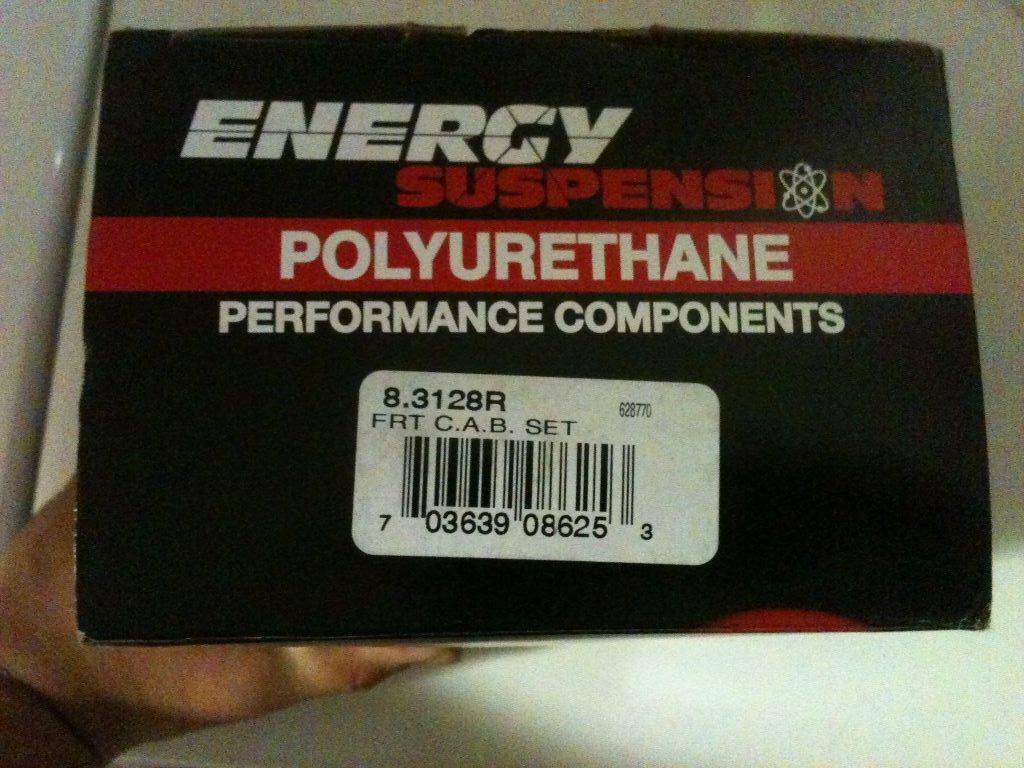 ENERGY
SUSPENSION
POLYURETHANE
PERFORMANCE COMPONENTS
8.3128R 628770
FRT C.A.B. SET
7 03639 08625 3